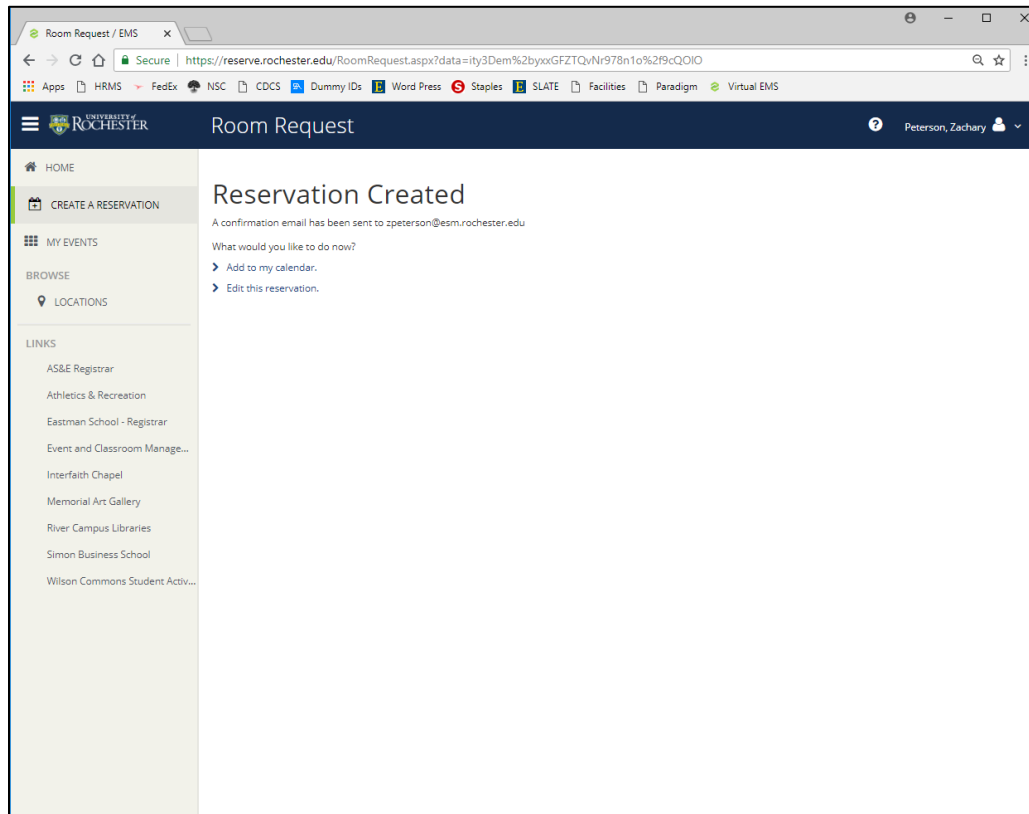 Room Request / EMS
Secure | https://reserve.rochester.edu/RoomRequest.aspx?data=ity3Dem%2byxxGFZTQvNr978n1o%2f9cQOIO
Apps HRMS FedEx NSC CDCS Dummy IDs Word Press Staples SLATE Facilities Paradigm Virtual EMS
UNIVERSITY of ROCHESTER Room Request ? Peterson, Zachary
HOME
CREATE A RESERVATION
MY EVENTS
BROWSE
LOCATIONS
LINKS
AS&E Registrar
Athletics & Recreation
Eastman School - Registrar
Event and Classroom Manage...
Interfaith Chapel
Memorial Art Gallery
River Campus Libraries
Simon Business School
Wilson Commons Student Activ...
Reservation Created
A confirmation email has been sent to zpeterson@esm.rochester.edu
What would you like to do now?
Add to my calendar.
Edit this reservation.